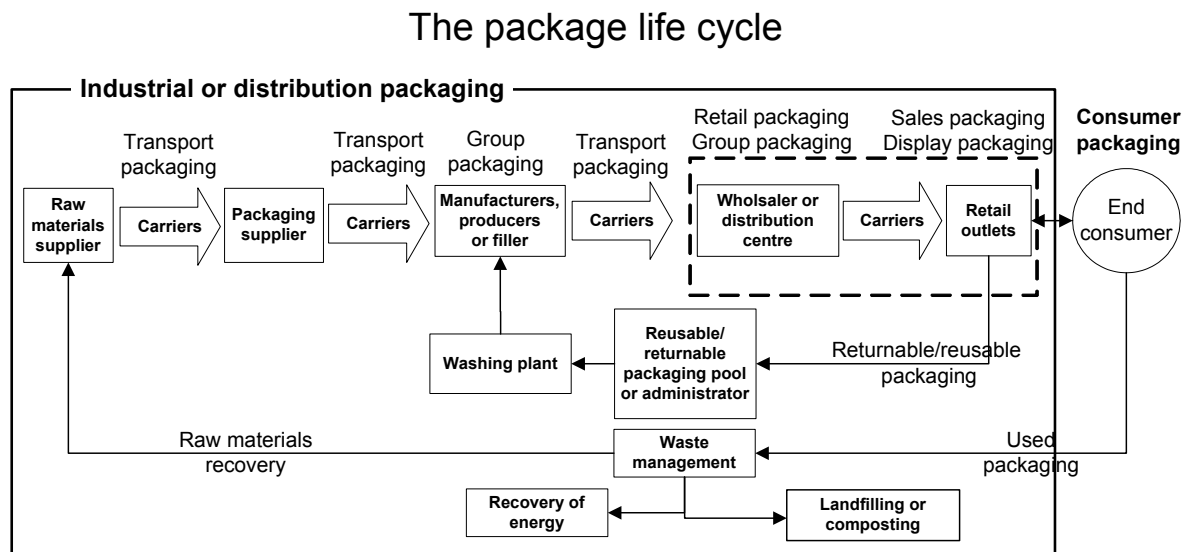 The package life cycle
Industrial or distribution packaging
Transport
packaging
Transport
packaging
Group
packaging
Transport
packaging
Retail packaging
Group packaging
Sales packaging
Display packaging
Consumer
packaging
Raw
materials
supplier
Carriers
Packaging
supplier
Carriers
Manufacturers,
producers
or filler
Carriers
Wholsaler or
distribution
centre
Carriers
Retail
outlets
End
consumer
Washing plant
Reusable/
returnable
packaging pool
or administrator
Returnable/reusable
packaging
Raw materials
recovery
Waste
management
Used
packaging
Recovery of
energy
Landfilling or
composting